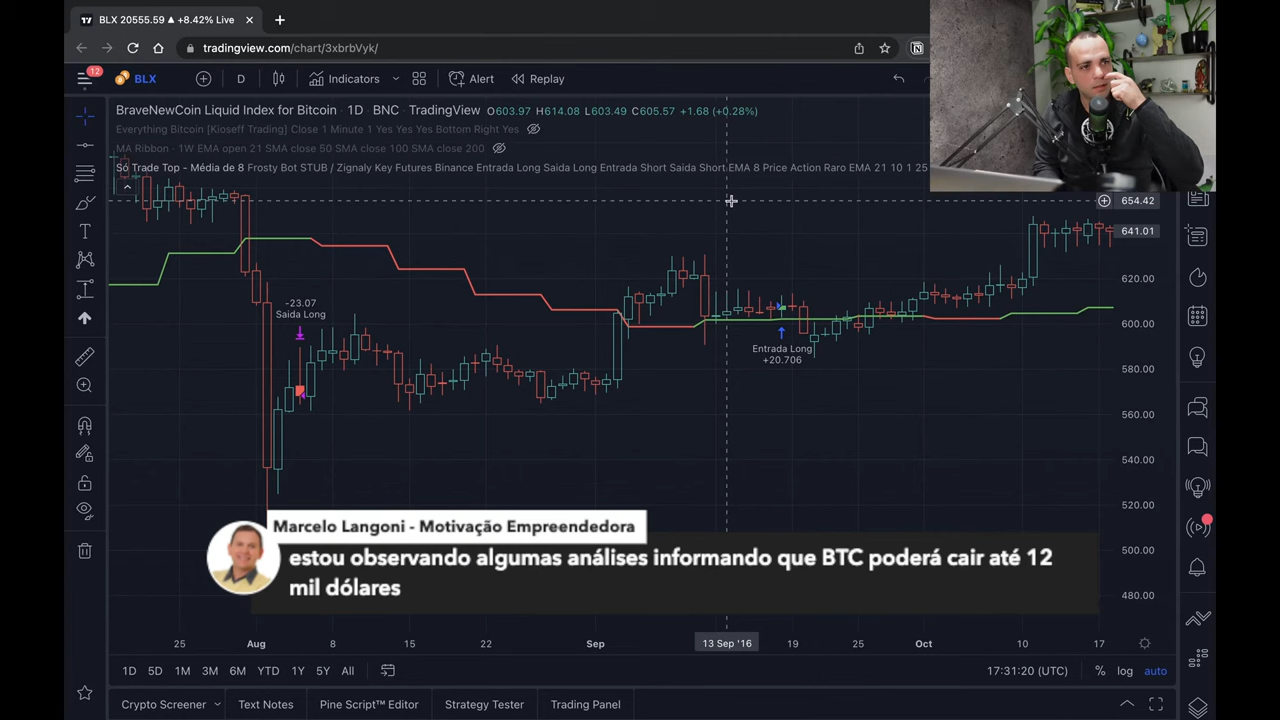 BLX 20555.59 ▲ +8.42% Live
tradingview.com/chart/3xbrbVyk/
12
BLX
D
Indicators
Alert
Replay
BraveNewCoin Liquid Index for Bitcoin · 1D · BNC · TradingView O603.97 H614.08 L603.49 C605.57 +1.68 (+0.28%)
Everything Bitcoin [Kioseff Trading] Close 1 Minute 1 Yes Yes Yes Bottom Right Yes
MA Ribbon · 1W EMA open 21 SMA close 50 SMA close 100 SMA close 200
Só Trade Top - Média de 8 Frosty Bot STUB / Zignaly Key Futures Binance Entrada Long Saida Long Entrada Short Saida Short EMA 8 Price Action Raro EMA 21 10 1 25
654.42
641.01
620.00
600.00
580.00
560.00
540.00
520.00
500.00
480.00
-23.07
Saida Long
Entrada Long
+20.706
Marcelo Langoni - Motivação Empreendedora
estou observando algumas análises informando que BTC poderá cair até 12
mil dólares
25
Aug
8
15
22
Sep
13 Sep '16
19
25
Oct
10
17
1D
5D
1M
3M
6M
YTD
1Y
5Y
All
17:31:20 (UTC)
%
log
auto
Crypto Screener
Text Notes
Pine Script™ Editor
Strategy Tester
Trading Panel